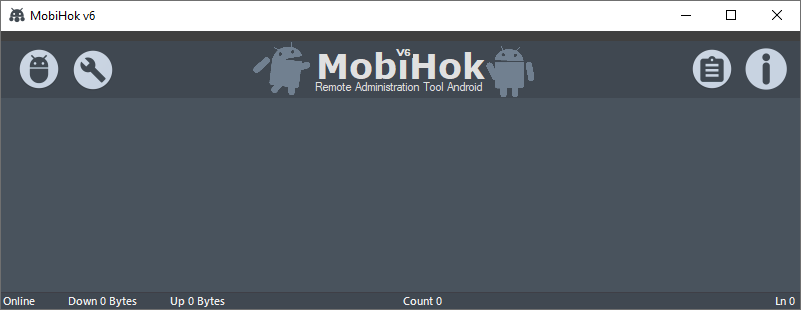 MobiHok v6
V6
MobiHok
Remote Administration Tool Android
Online Down 0 Bytes Up 0 Bytes Count 0 Ln 0